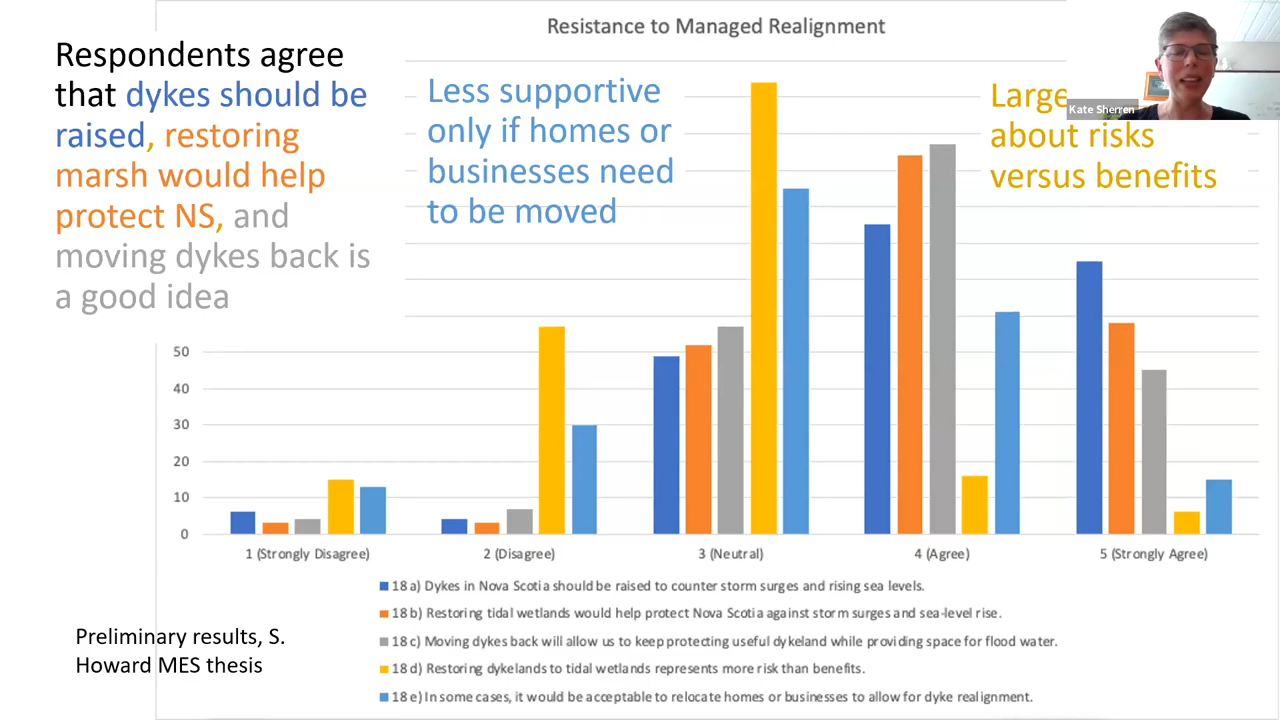 Resistance to Managed Realignment
Respondents agree
that dykes should be
raised, restoring
marsh would help
protect NS, and
moving dykes back is
a good idea
Less supportive
only if homes or
businesses need
to be moved
Kate Sherren
Large
about risks
versus benefits
50
40
30
20
10
0
1 (Strongly Disagree)
2 (Disagree)
3 (Neutral)
4 (Agree)
5 (Strongly Agree)
18 a) Dykes in Nova Scotia should be raised to counter storm surges and rising sea levels.
18 b) Restoring tidal wetlands would help protect Nova Scotia against storm surges and sea-level rise.
18 c) Moving dykes back will allow us to keep protecting useful dykeland while providing space for flood water.
18 d) Restoring dykelands to tidal wetlands represents more risk than benefits.
18 e) In some cases, it would be acceptable to relocate homes or businesses to allow for dyke realignment.
Preliminary results, S.
Howard MES thesis